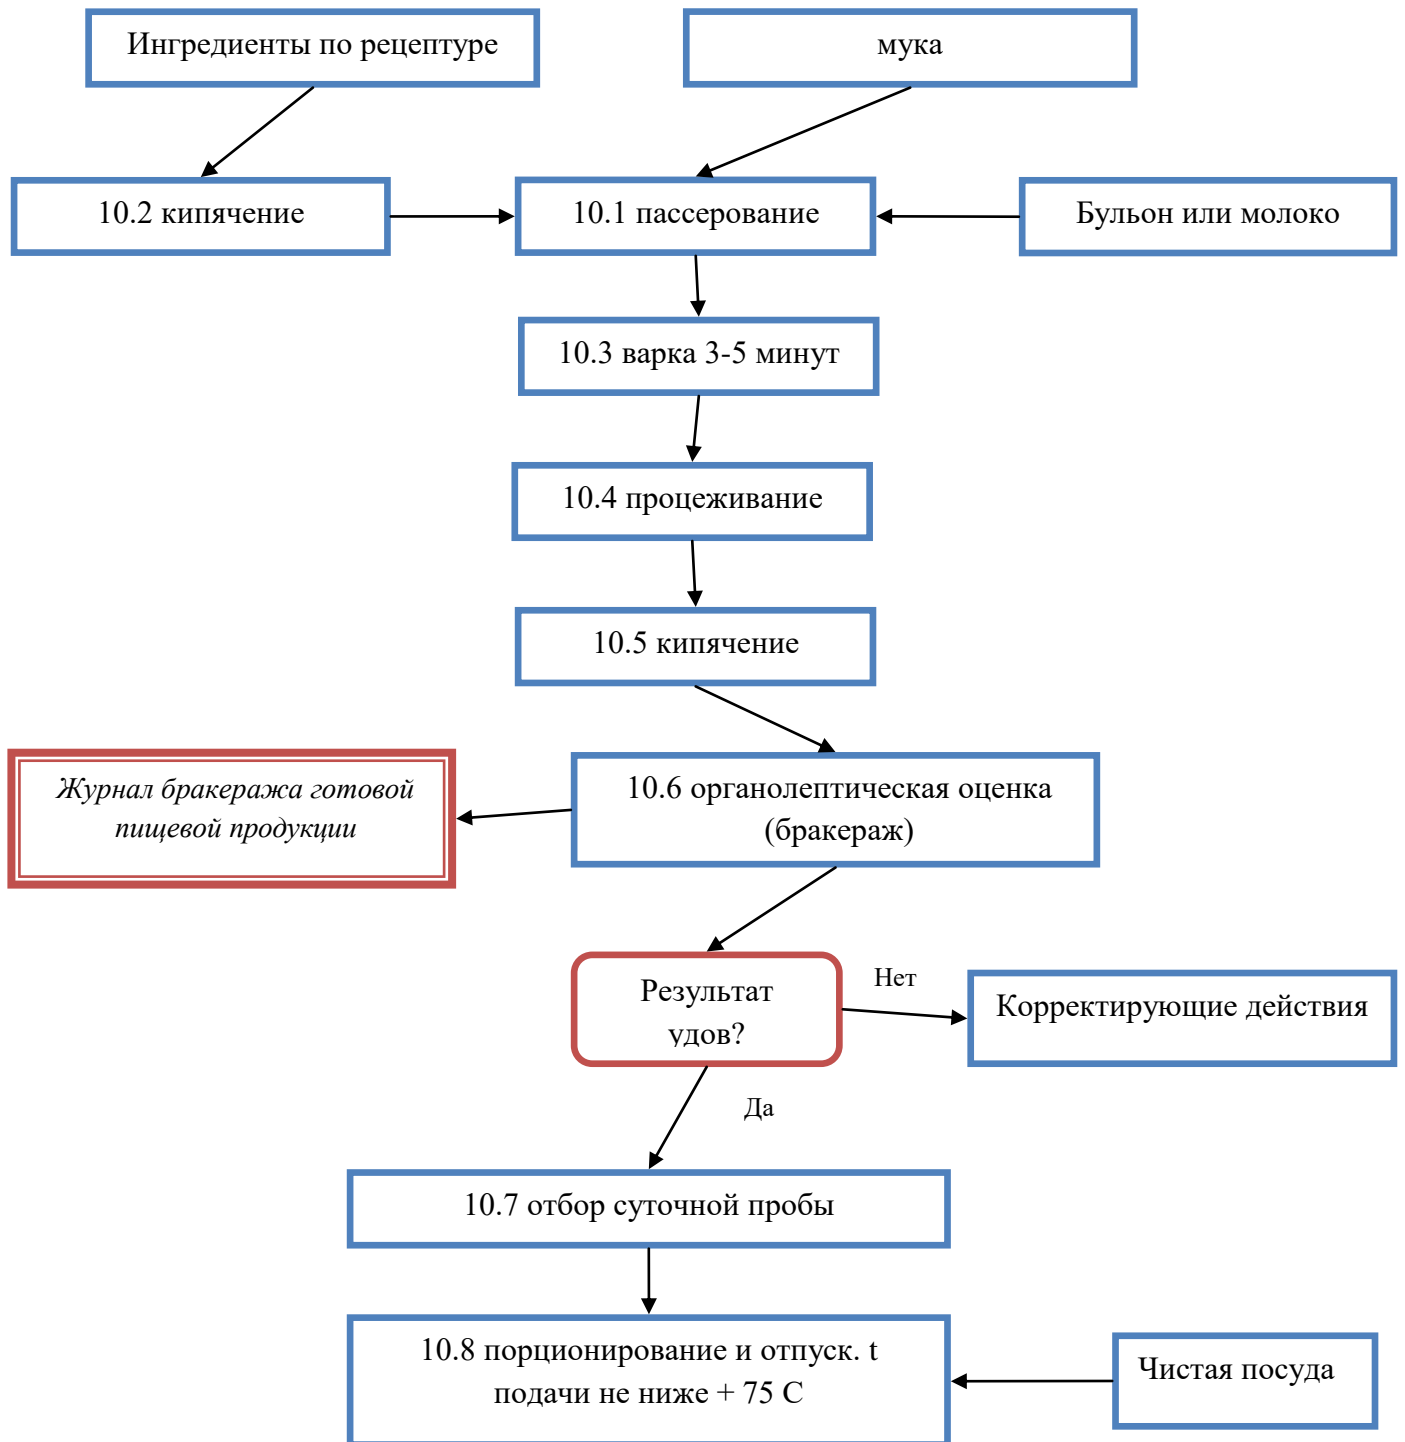 Ингредиенты по рецептуре
мука
10.2 кипячение
10.1 пассерование
Бульон или молоко
10.3 варка 3-5 минут
10.4 процеживание
10.5 кипячение
Журнал бракеража готовой
пищевой продукции
10.6 органолептическая оценка
(бракераж)
Результат
удов?
Нет
Корректирующие действия
Да
10.7 отбор суточной пробы
10.8 порционирование и отпуск. t
подачи не ниже + 75 С
Чистая посуда